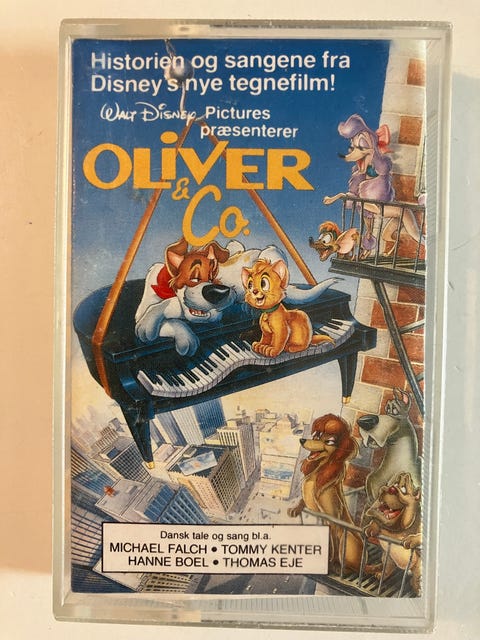 Historien og sangene fra
Disney's nye tegnefilm!
WALT DISNEY Pictures
præsenterer
OLIVER
& Co.
Dansk tale og sang bl.a.
MICHAEL FALCH • TOMMY KENTER
HANNE BOEL • THOMAS EJE